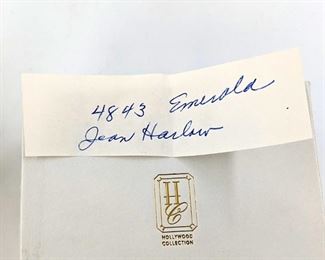 4843 Emerald
Jean Harlow
HC
HOLLYWOOD
COLLECTION